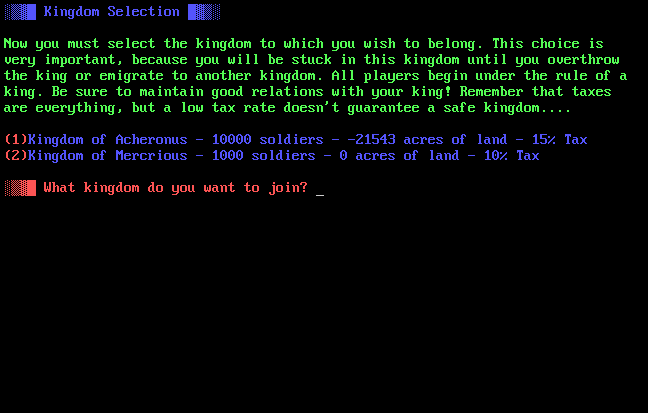 Kingdom Selection
Now you must select the kingdom to which you wish to belong. This choice is
very important, because you will be stuck in this kingdom until you overthrow
the king or emigrate to another kingdom. All players begin under the rule of a
king. Be sure to maintain good relations with your king! Remember that taxes
are everything, but a low tax rate doesn't guarantee a safe kingdom....
(1)Kingdom of Acheronus - 10000 soldiers - -21543 acres of land - 15% Tax
(2)Kingdom of Mercrious - 1000 soldiers - 0 acres of land - 10% Tax
What kingdom do you want to join? _